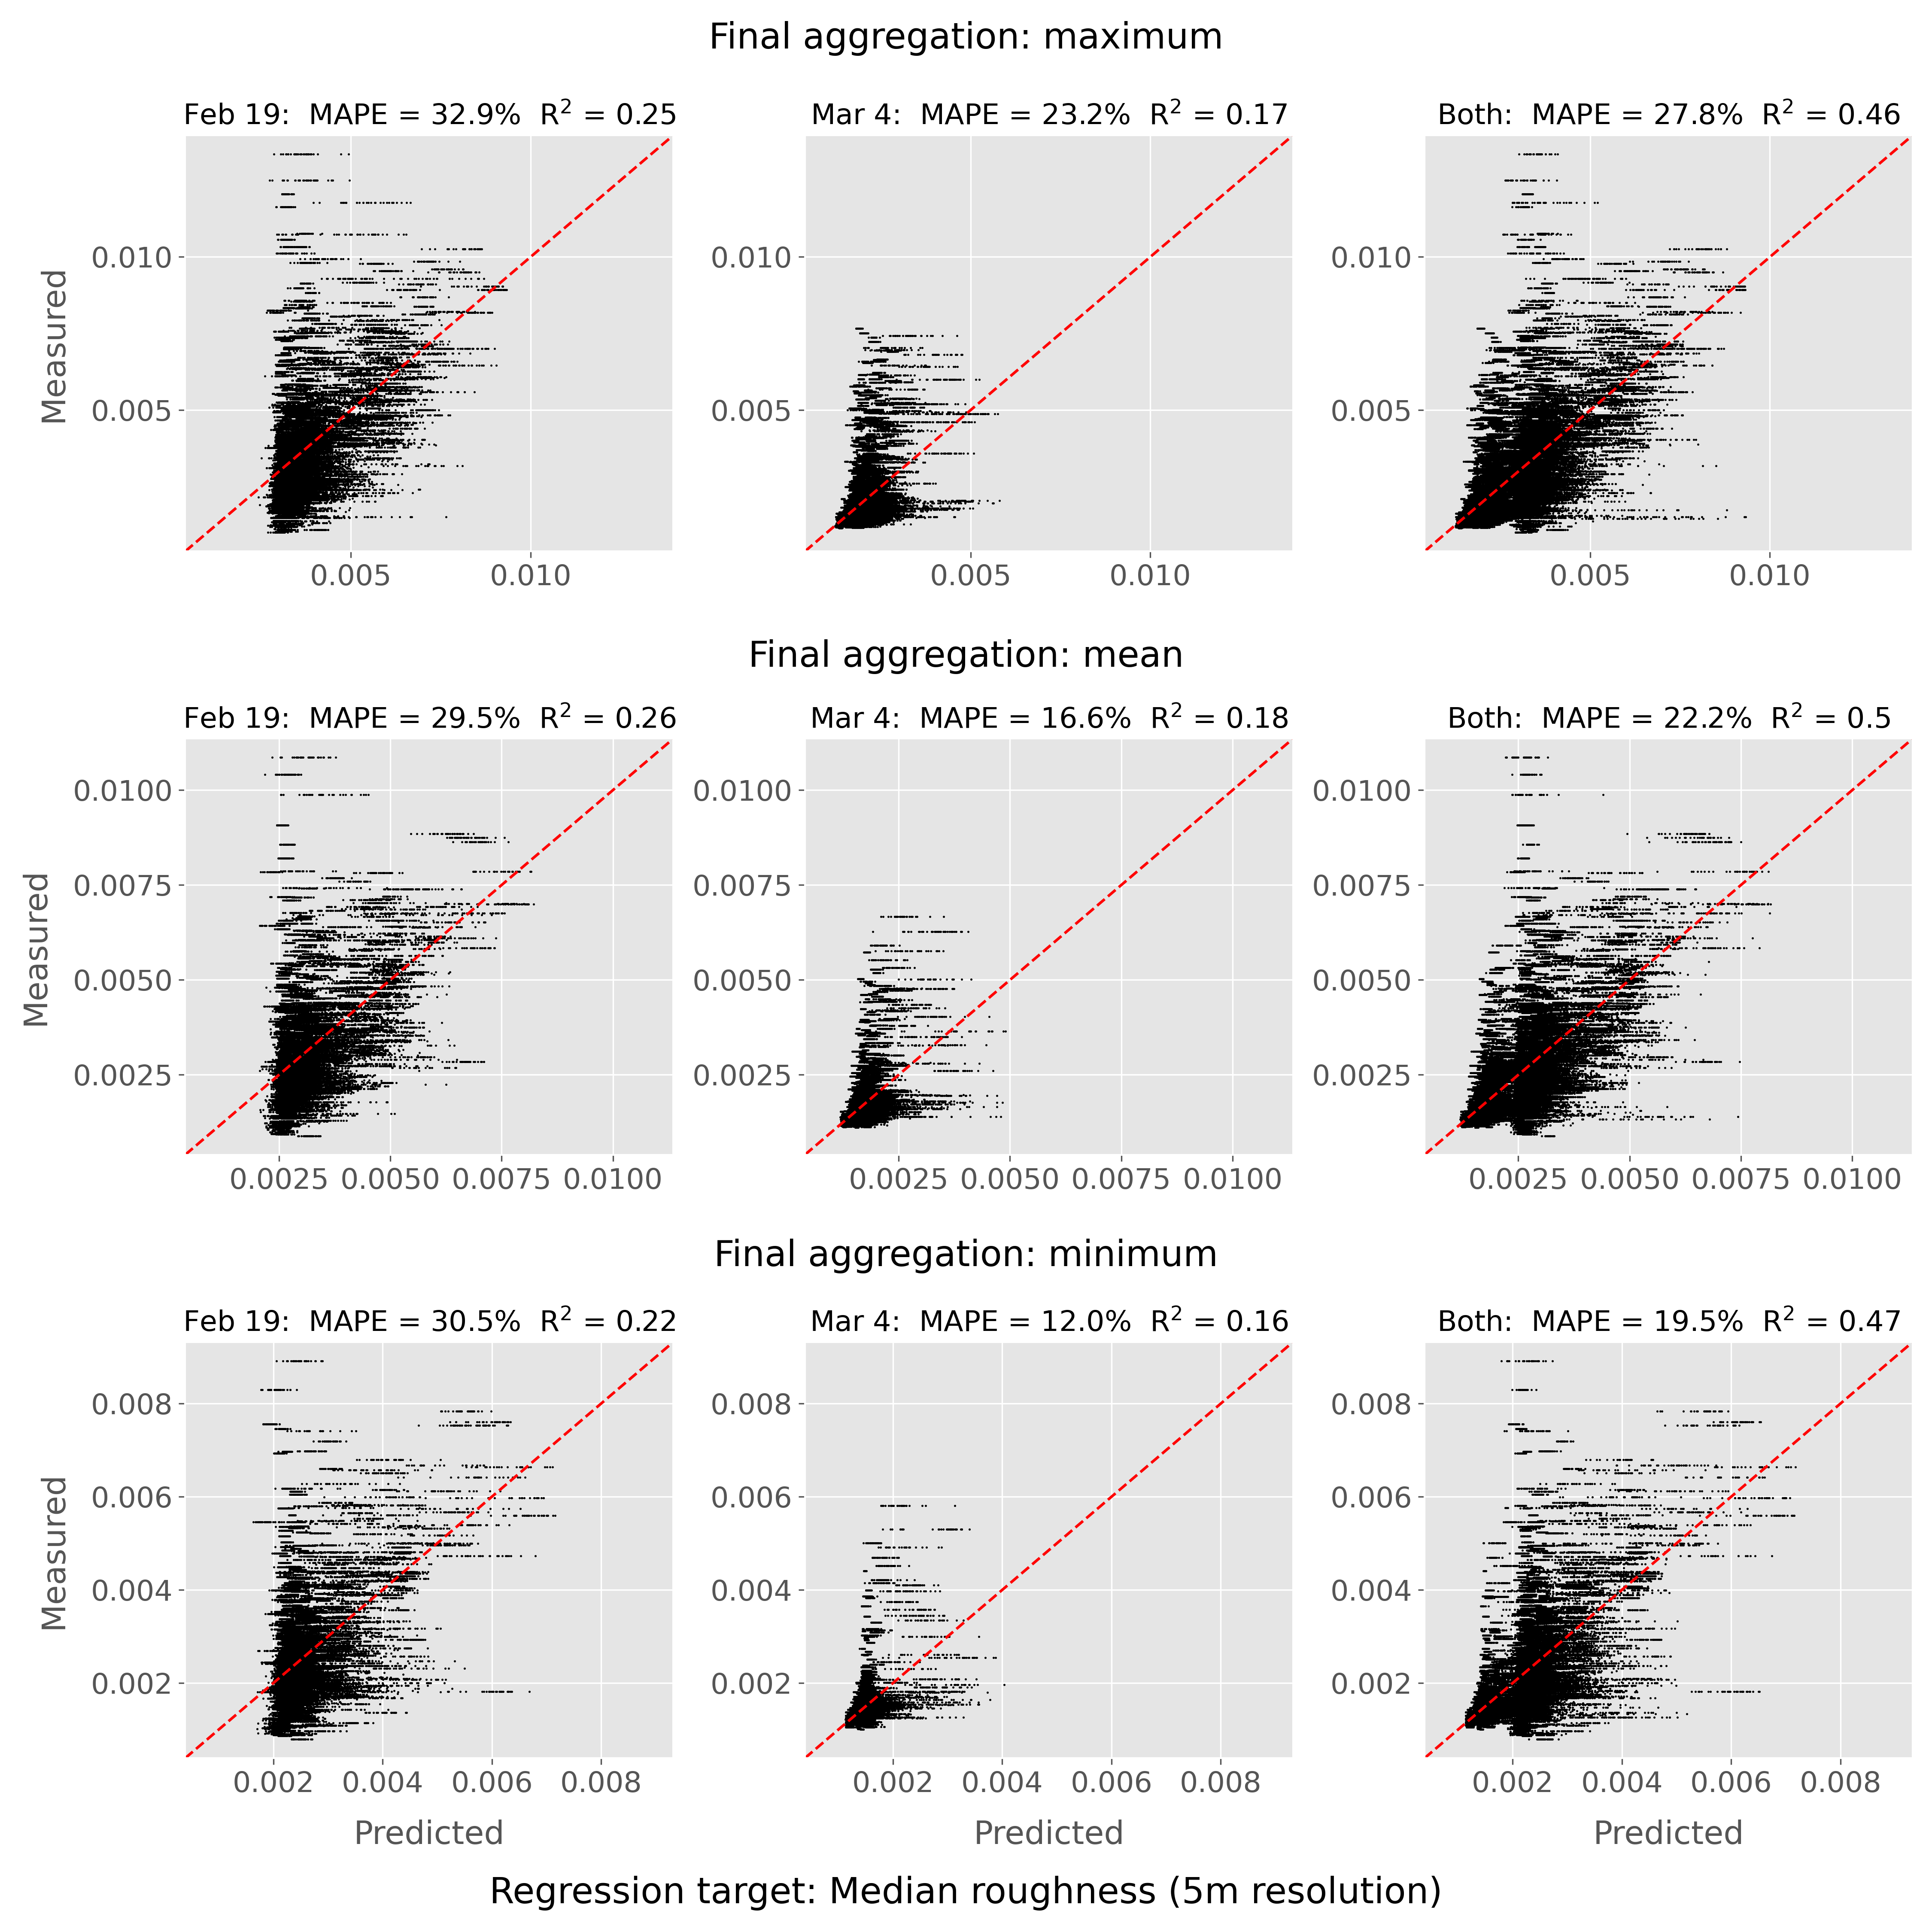 Final aggregation: maximum
Feb 19: MAPE = 32.9% R² = 0.25
Mar 4: MAPE = 23.2% R² = 0.17
Both: MAPE = 27.8% R² = 0.46
Measured
0.010
0.005
0.005 0.010
0.010
0.005
0.005 0.010
0.010
0.005
0.005 0.010
Final aggregation: mean
Feb 19: MAPE = 29.5% R² = 0.26
Mar 4: MAPE = 16.6% R² = 0.18
Both: MAPE = 22.2% R² = 0.5
Measured
0.0100
0.0075
0.0050
0.0025
0.0025 0.0050 0.0075 0.0100
0.0100
0.0075
0.0050
0.0025
0.0025 0.0050 0.0075 0.0100
0.0100
0.0075
0.0050
0.0025
0.0025 0.0050 0.0075 0.0100
Final aggregation: minimum
Feb 19: MAPE = 30.5% R² = 0.22
Mar 4: MAPE = 12.0% R² = 0.16
Both: MAPE = 19.5% R² = 0.47
Measured
0.008
0.006
0.004
0.002
0.002 0.004 0.006 0.008
Predicted
0.008
0.006
0.004
0.002
0.002 0.004 0.006 0.008
Predicted
0.008
0.006
0.004
0.002
0.002 0.004 0.006 0.008
Predicted
Regression target: Median roughness (5m resolution)